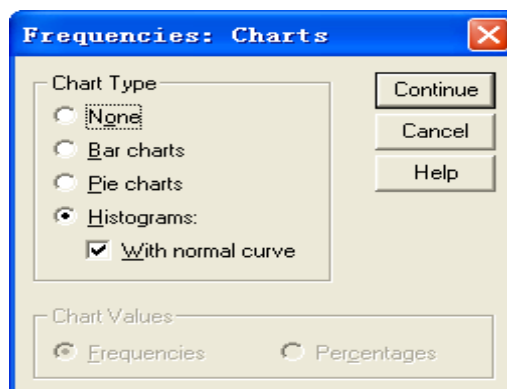 Frequencies: Charts
Chart Type
None
Bar charts
Pie charts
Histograms:
With normal curve
Continue
Cancel
Help
Chart Values
Frequencies
Percentages